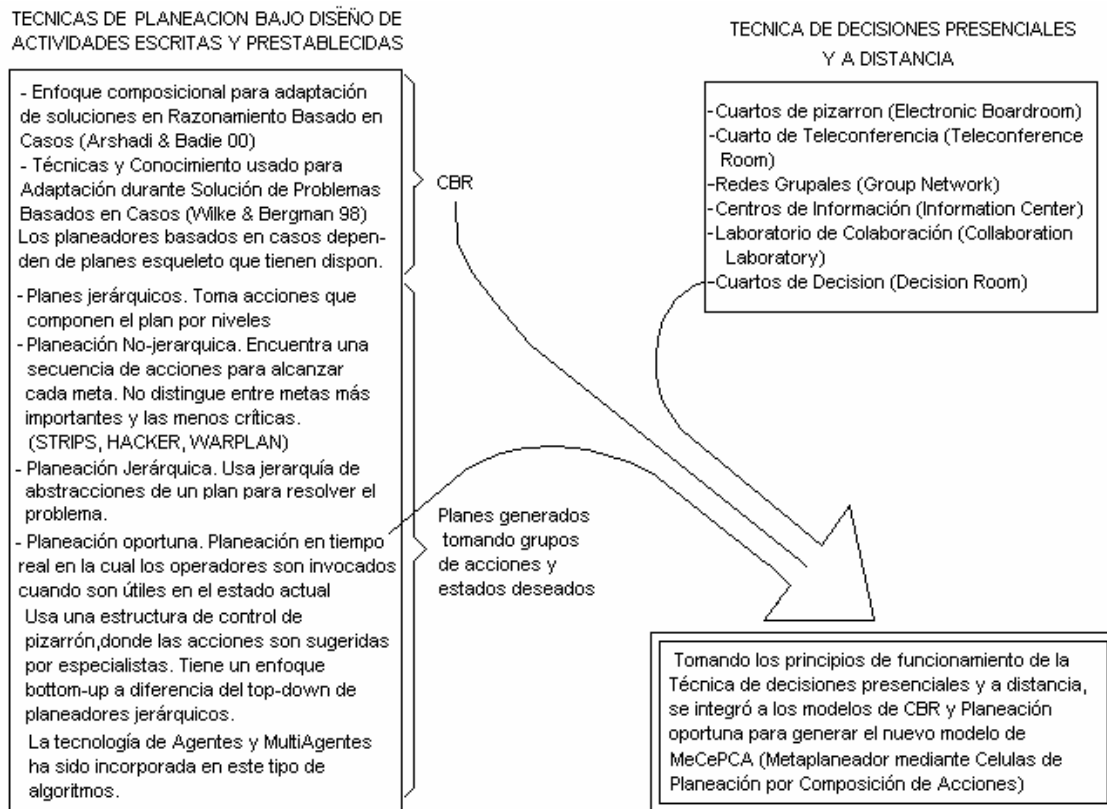 TECNICAS DE PLANEACION BAJO DISEÑO DE
ACTIVIDADES ESCRITAS Y PRESTABLECIDAS
- Enfoque composicional para adaptación
de soluciones en Razonamiento Basado en
Casos (Arshadi & Badie 00)
- Técnicas y Conocimiento usado para
Adaptación durante Solución de Problemas
Basados en Casos (Wilke & Bergman 98)
Los planeadores basados en casos depen-
den de planes esqueleto que tienen dispon.
- Planes jerárquicos. Toma acciones que
componen el plan por niveles
- Planeación No-jerarquica. Encuentra una
secuencia de acciones para alcanzar
cada meta. No distingue entre metas más
importantes y las menos críticas.
(STRIPS, HACKER, WARPLAN)
- Planeación Jerárquica. Usa jerarquía de
abstracciones de un plan para resolver el
problema.
- Planeación oportuna. Planeación en tiempo
real en la cual los operadores son invocados
cuando son útiles en el estado actual
Usa una estructura de control de
pizarrón,donde las acciones son sugeridas
por especialistas. Tiene un enfoque
bottom-up a diferencia del top-down de
planeadores jerárquicos.
La tecnología de Agentes y MultiAgentes
ha sido incorporada en este tipo de
algoritmos.
CBR
Planes generados
tomando grupos
de acciones y
estados deseados
TECNICA DE DECISIONES PRESENCIALES
Y A DISTANCIA
-Cuartos de pizarron (Electronic Boardroom)
-Cuarto de Teleconferencia (Teleconference
Room)
-Redes Grupales (Group Network)
-Centros de Información (Information Center)
-Laboratorio de Colaboración (Collaboration
Laboratory)
-Cuartos de Decision (Decision Room)
Tomando los principios de funcionamiento de la
Técnica de decisiones presenciales y a distancia,
se integró a los modelos de CBR y Planeación
oportuna para generar el nuevo modelo de
MeCePCA (Metaplaneador mediante Celulas de
Planeación por Composición de Acciones)